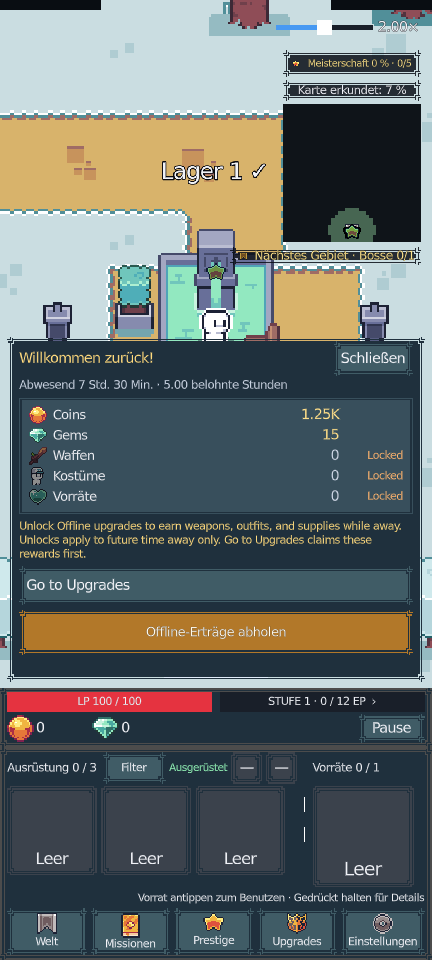 2.00×
Meisterschaft 0 % · 0/5
Karte erkundet: 7 %
Lager 1 ✓
Nächstes Gebiet · Bosse 0/1
Willkommen zurück!
Schließen
Abwesend 7 Std. 30 Min. · 5.00 belohnte Stunden
Coins 1.25K
Gems 15
Waffen 0 Locked
Kostüme 0 Locked
Vorräte 0 Locked
Unlock Offline upgrades to earn weapons, outfits, and supplies while away.
Unlocks apply to future time away only. Go to Upgrades claims these
rewards first.
Go to Upgrades
Offline-Erträge abholen
LP 100 / 100
STUFE 1 · 0 / 12 EP ›
0
0
Pause
Ausrüstung 0 / 3
Filter
Ausgerüstet
—
—
Vorräte 0 / 1
Leer
Leer
Leer
Leer
Vorrat antippen zum Benutzen · Gedrückt halten für Details
Welt
Missionen
Prestige
Upgrades
Einstellungen